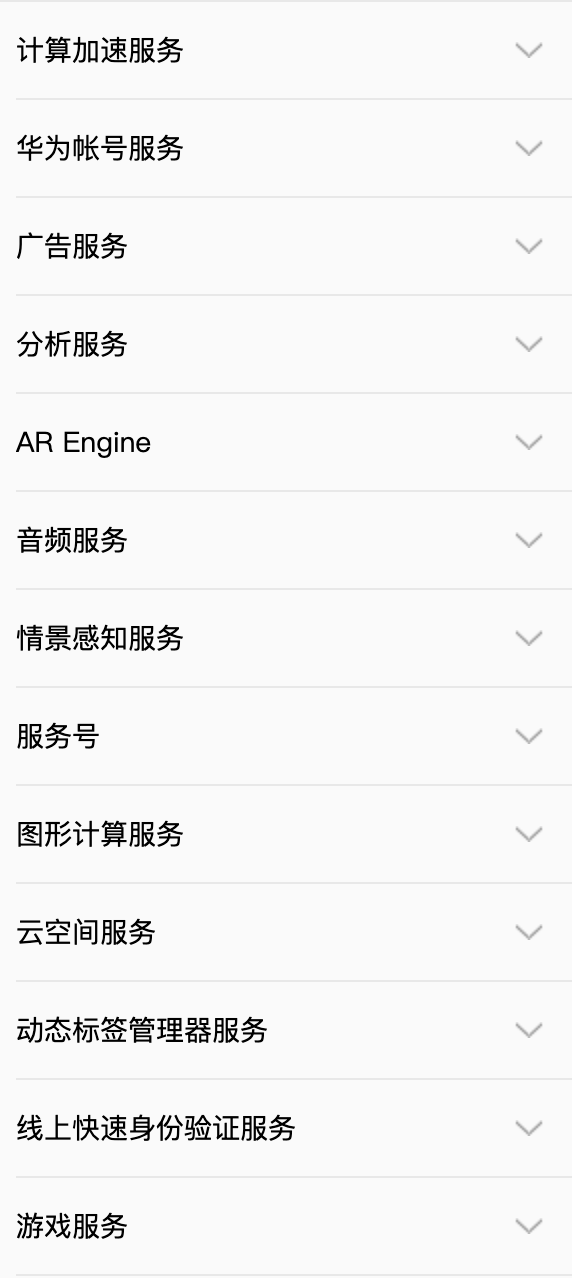 计算加速服务
华为帐号服务
广告服务
分析服务
AR Engine
音频服务
情景感知服务
服务号
图形计算服务
云空间服务
动态标签管理器服务
线上快速身份验证服务
游戏服务